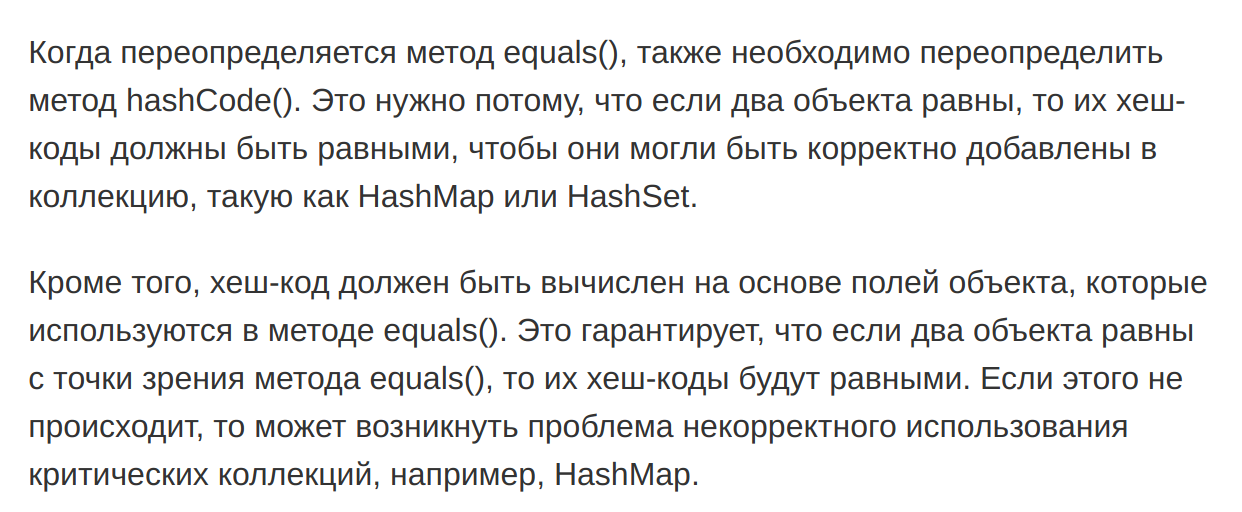 Когда переопределяется метод equals(), также необходимо переопределить
метод hashCode(). Это нужно потому, что если два объекта равны, то их хеш-
коды должны быть равными, чтобы они могли быть корректно добавлены в
коллекцию, такую как HashMap или HashSet.
Кроме того, хеш-код должен быть вычислен на основе полей объекта, которые
используются в методе equals(). Это гарантирует, что если два объекта равны
с точки зрения метода equals(), то их хеш-коды будут равными. Если этого не
происходит, то может возникнуть проблема некорректного использования
критических коллекций, например, HashMap.